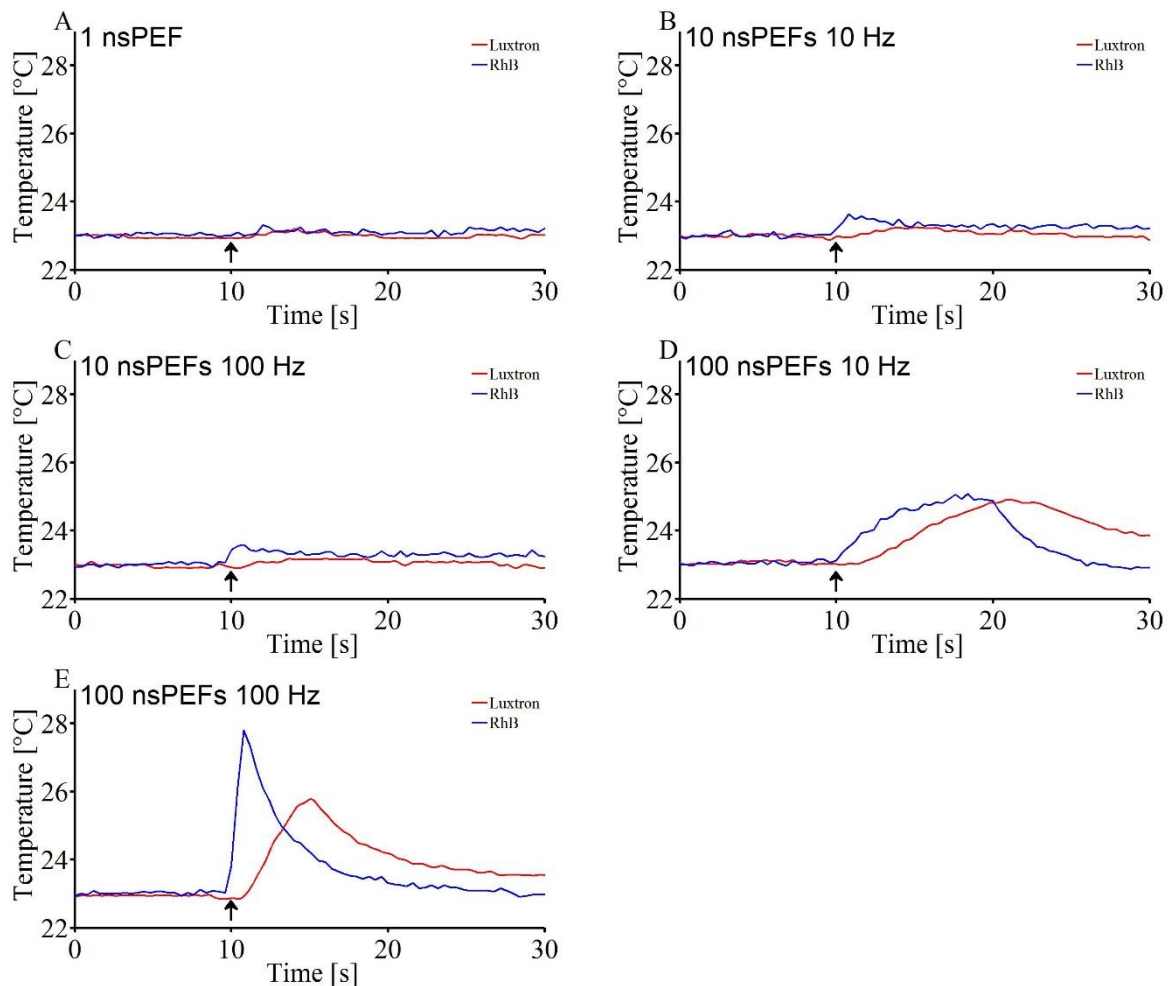 A
1 nsPEF
Luxtron
RhB
Temperature [°C]
28
26
24
22
0
10
20
30
Time [s]
B
10 nsPEFs 10 Hz
Luxtron
RhB
Temperature [°C]
28
26
24
22
0
10
20
30
Time [s]
C
10 nsPEFs 100 Hz
Luxtron
RhB
Temperature [°C]
28
26
24
22
0
10
20
30
Time [s]
D
100 nsPEFs 10 Hz
Luxtron
RhB
Temperature [°C]
28
26
24
22
0
10
20
30
Time [s]
E
100 nsPEFs 100 Hz
Luxtron
RhB
Temperature [°C]
28
26
24
22
0
10
20
30
Time [s]